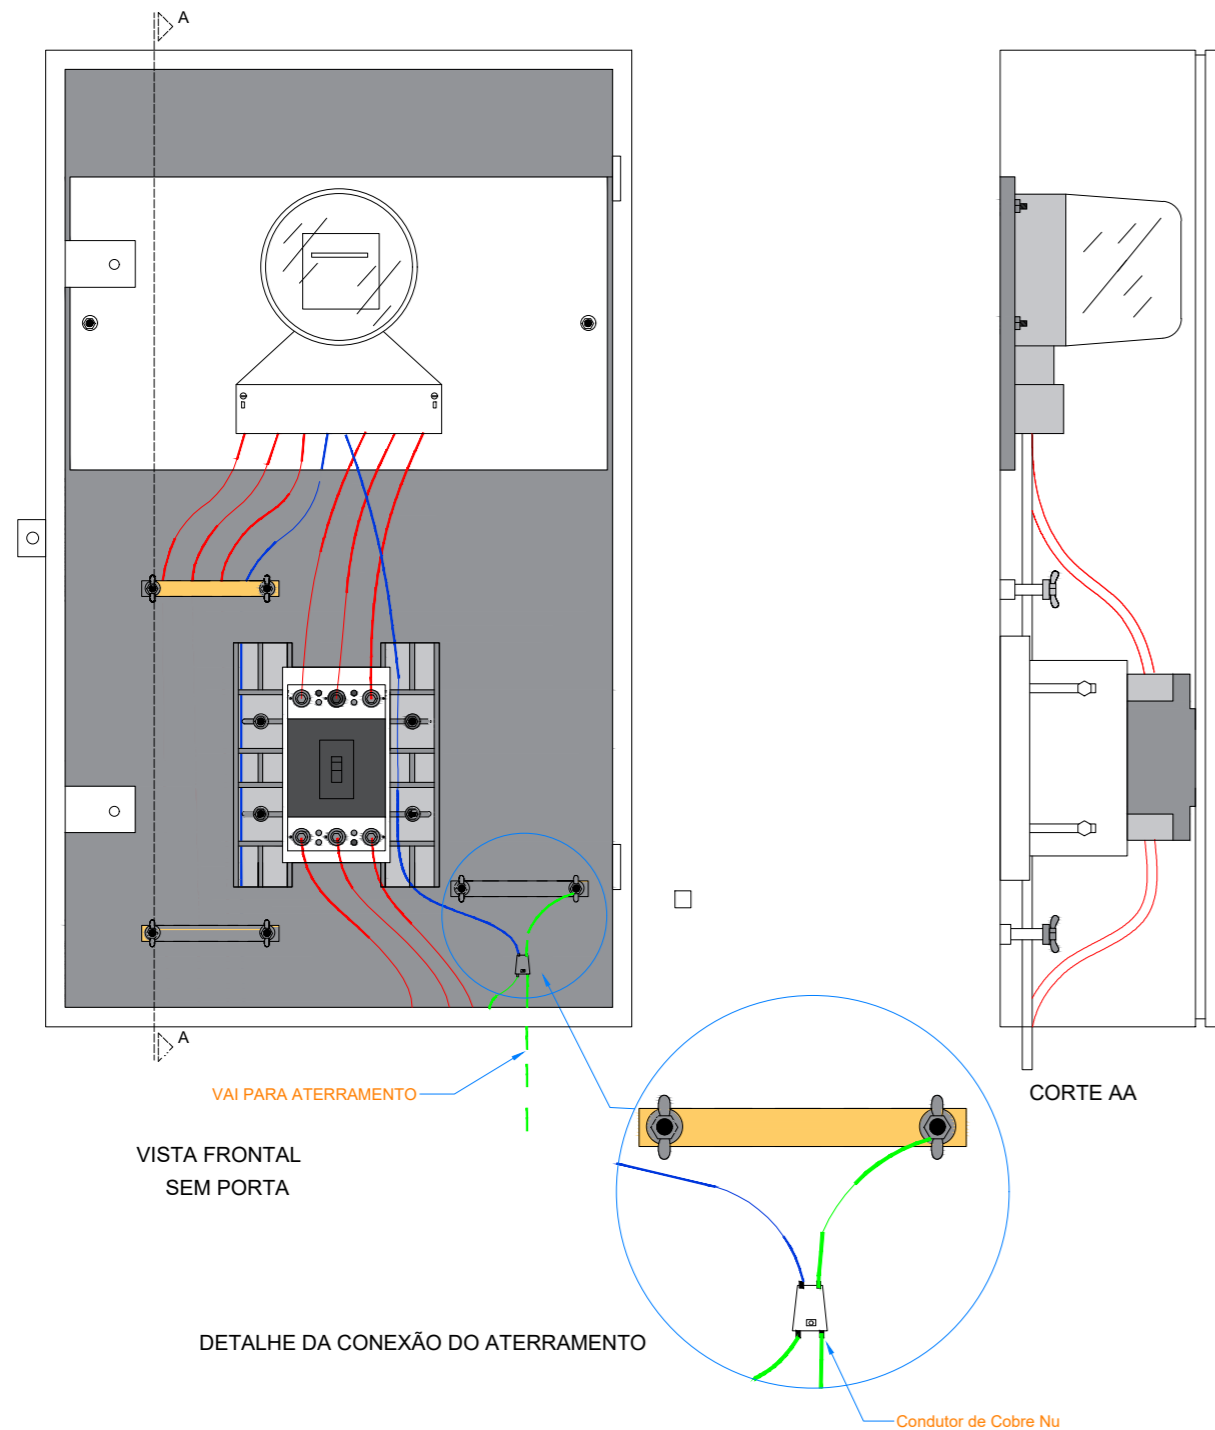 A
A
VAI PARA ATERRAMENTO
CORTE AA
VISTA FRONTAL
SEM PORTA
DETALHE DA CONEXÃO DO ATERRAMENTO
Condutor de Cobre Nu